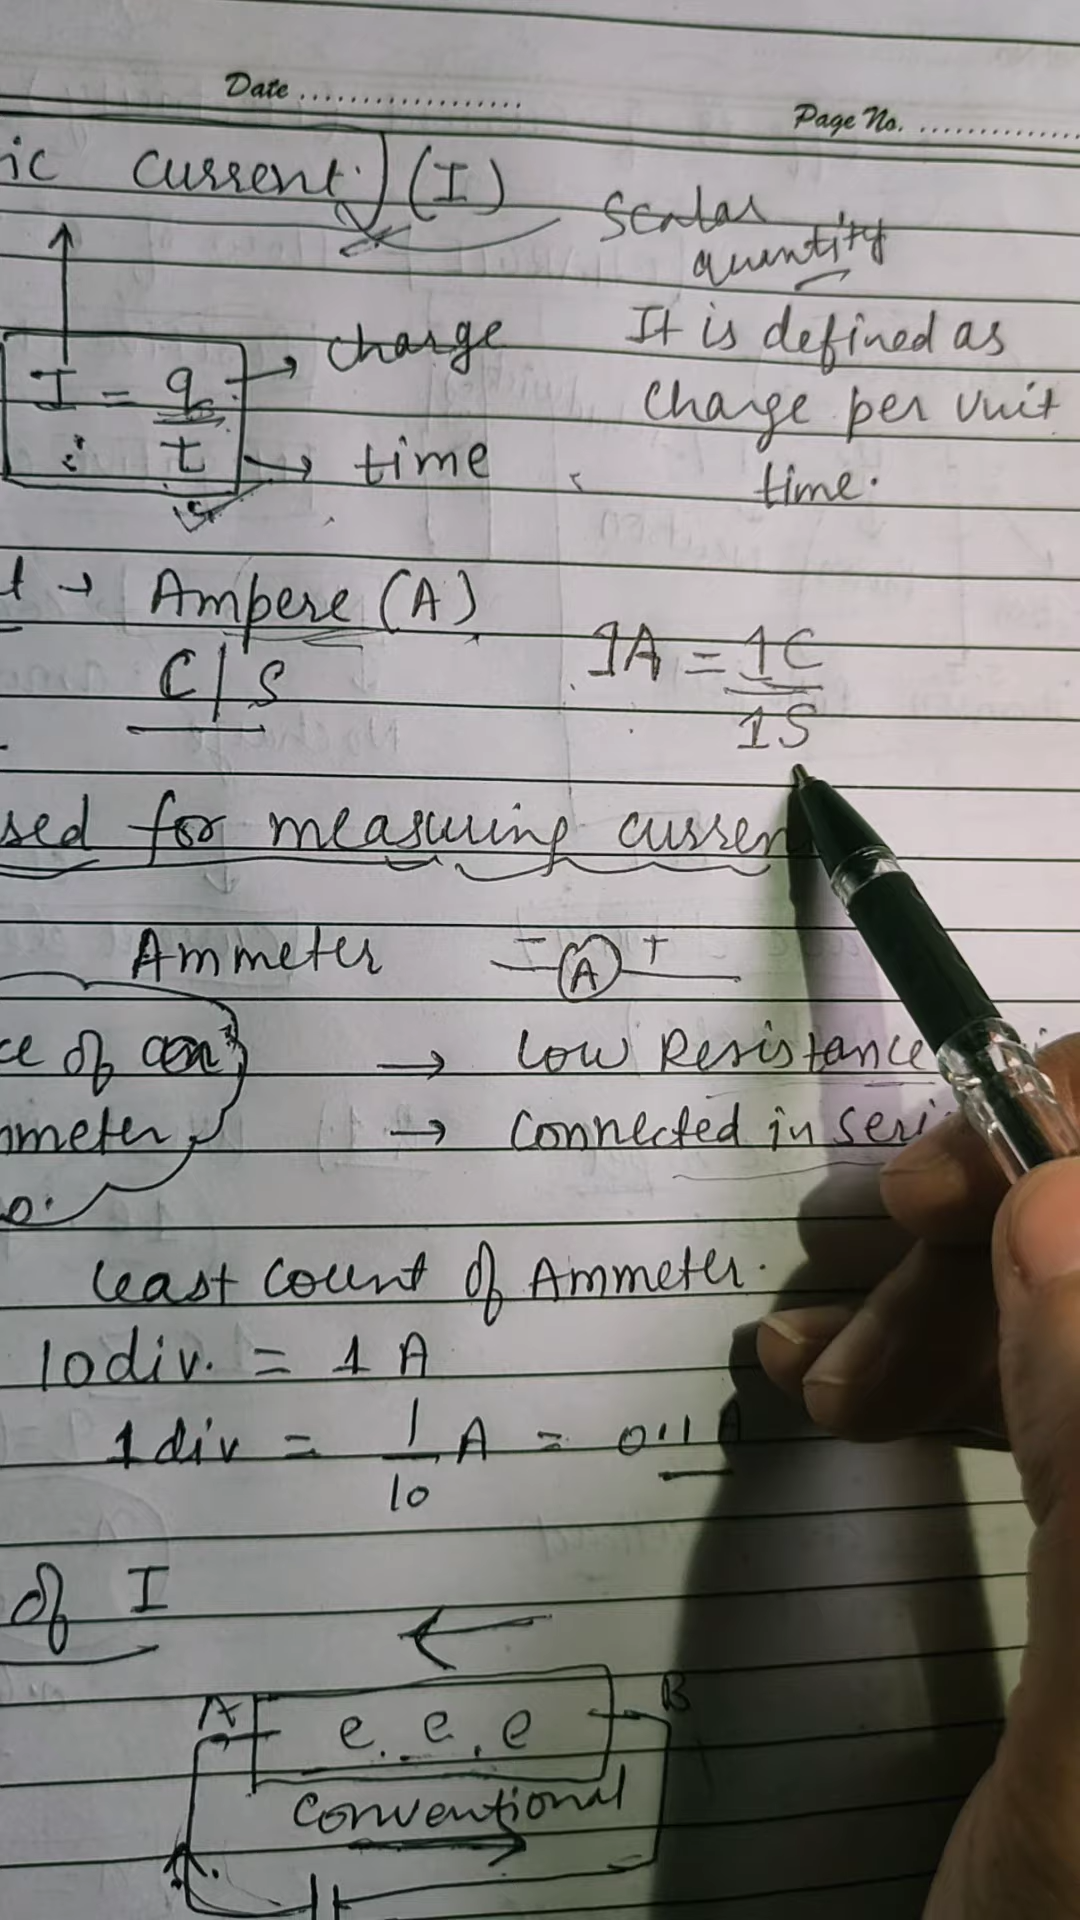 Date ..................
Page No. ..................
ic current (I)
Scalar
quantity
I = q → charge
i t → time
It is defined as
charge per unit
time.
t → Ampere (A)
C/S
1A = 1C
1S
sed for measuring curren
Ammeter - A +
ce of an → Low Resistance
mmeter → Connected in seri
o.
Least count of Ammeter.
10 div. = 1 A
1 div = 1/10 A = 0.1 A
of I
A e e e B
Conventional